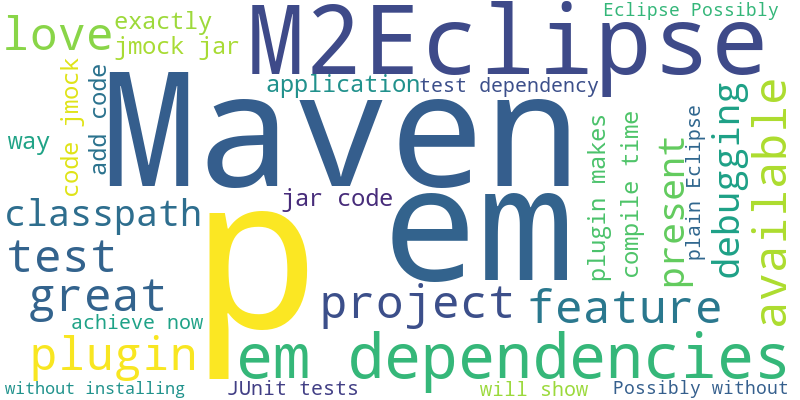 love
exactly
jmock jar
M2Eclipse
Eclipse Possibly
application
test dependency
code jmock
add code
way
Maven
jar code
em
plugin makes
compile time
present
plain Eclipse
debugging
available
classpath
test
great
p
project
feature
achieve now
plugin
em dependencies
without installing
JUnit tests
will show
Possibly without